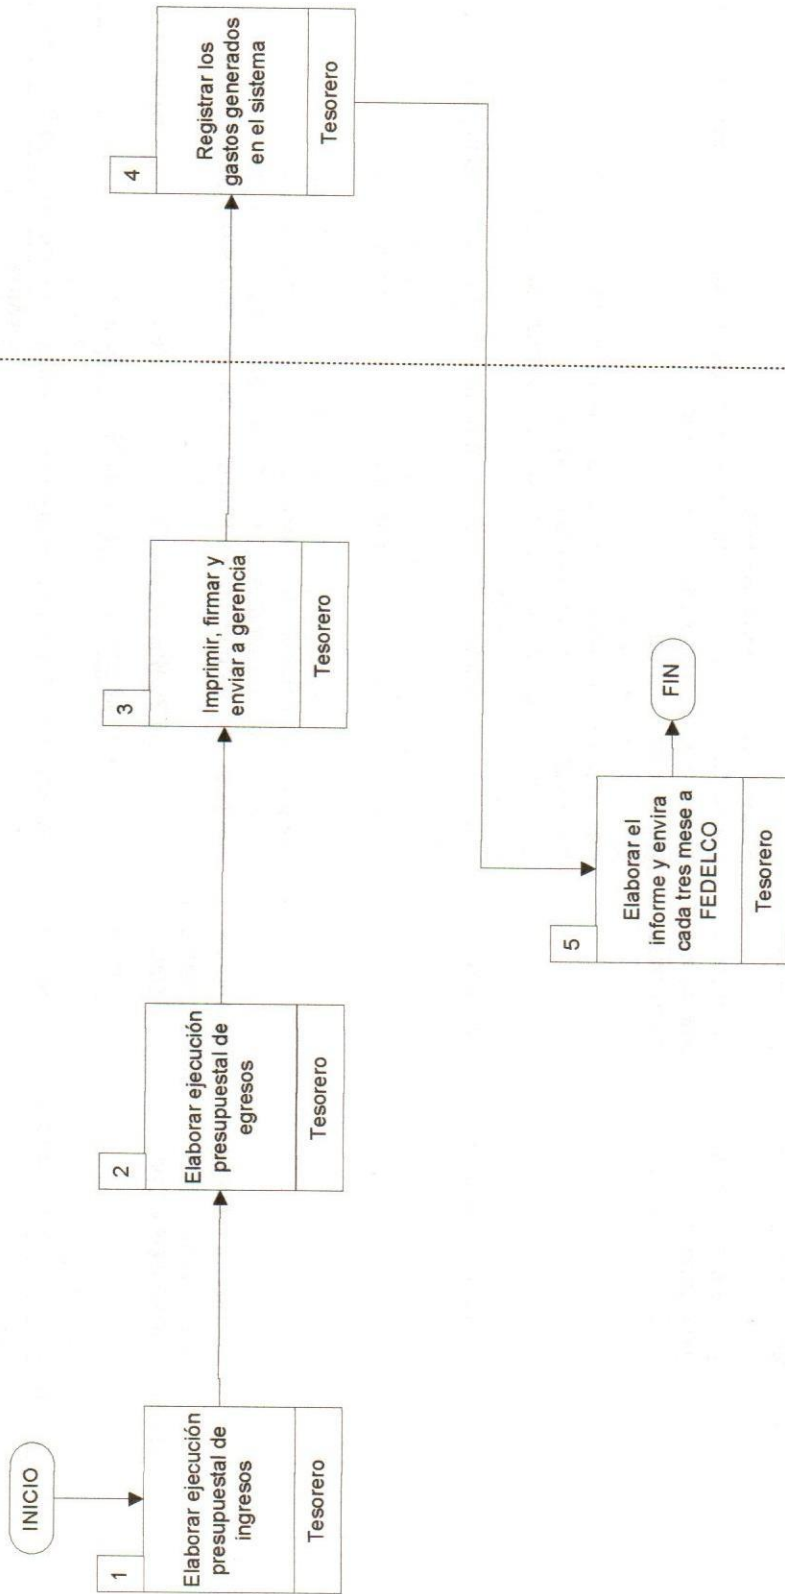 INICIO
1
Elaborar ejecución
presupuestal de
ingresos
Tesorero
2
Elaborar ejecución
presupuestal de
egresos
Tesorero
3
Imprimir, firmar y
enviar a gerencia
Tesorero
4
Registrar los
gastos generados
en el sistema
Tesorero
5
Elaborar el
informe y envira
cada tres mese a
FEDELCO
Tesorero
FIN